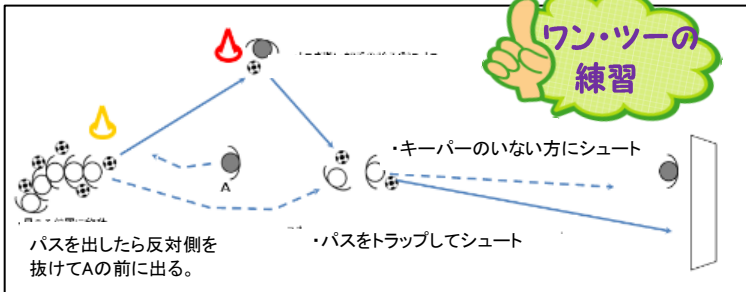 ワン・ツーの
練習
・キーパーのいない方にシュート
A
パスを出したら反対側を
抜けてAの前に出る。
・パスをトラップしてシュート